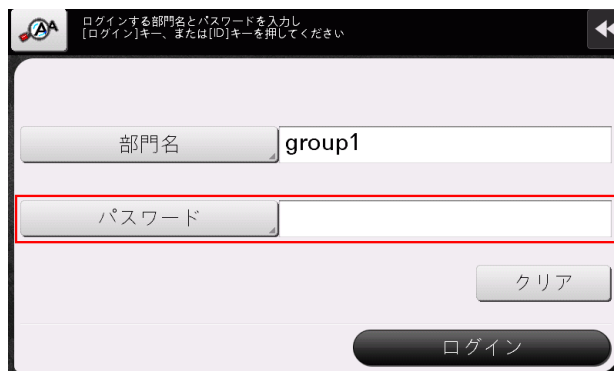 ログインする部門名とパスワードを入力し
[ログイン]キー、または[ID]キーを押してください
部門名
group1
パスワード
クリア
ログイン